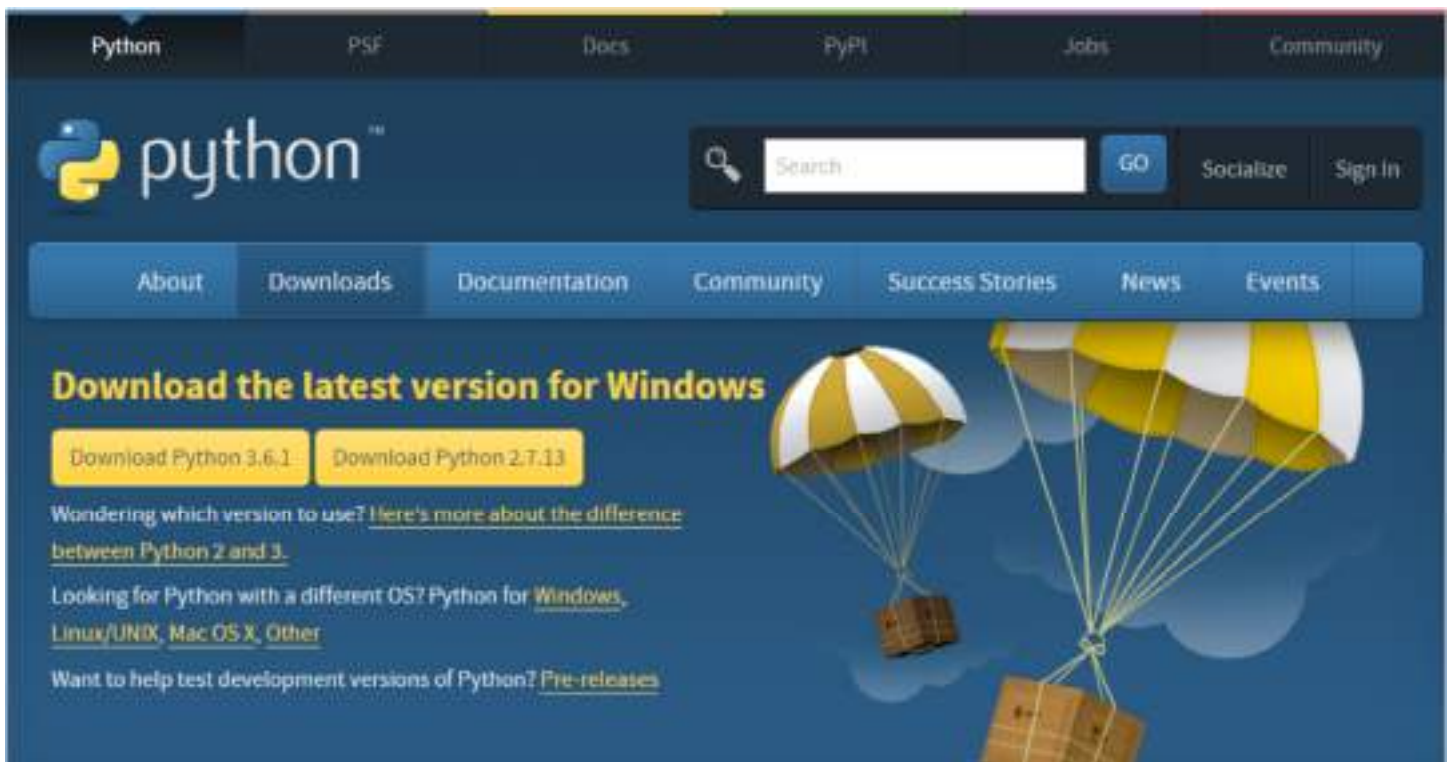 Python PSF Docs PyPI Jobs Community
python™
Search GO Socialize Sign In
About Downloads Documentation Community Success Stories News Events
Download the latest version for Windows
Download Python 3.6.1 Download Python 2.7.13
Wondering which version to use? Here's more about the difference
between Python 2 and 3.
Looking for Python with a different OS? Python for Windows,
Linux/UNIX, Mac OS X, Other
Want to help test development versions of Python? Pre-releases